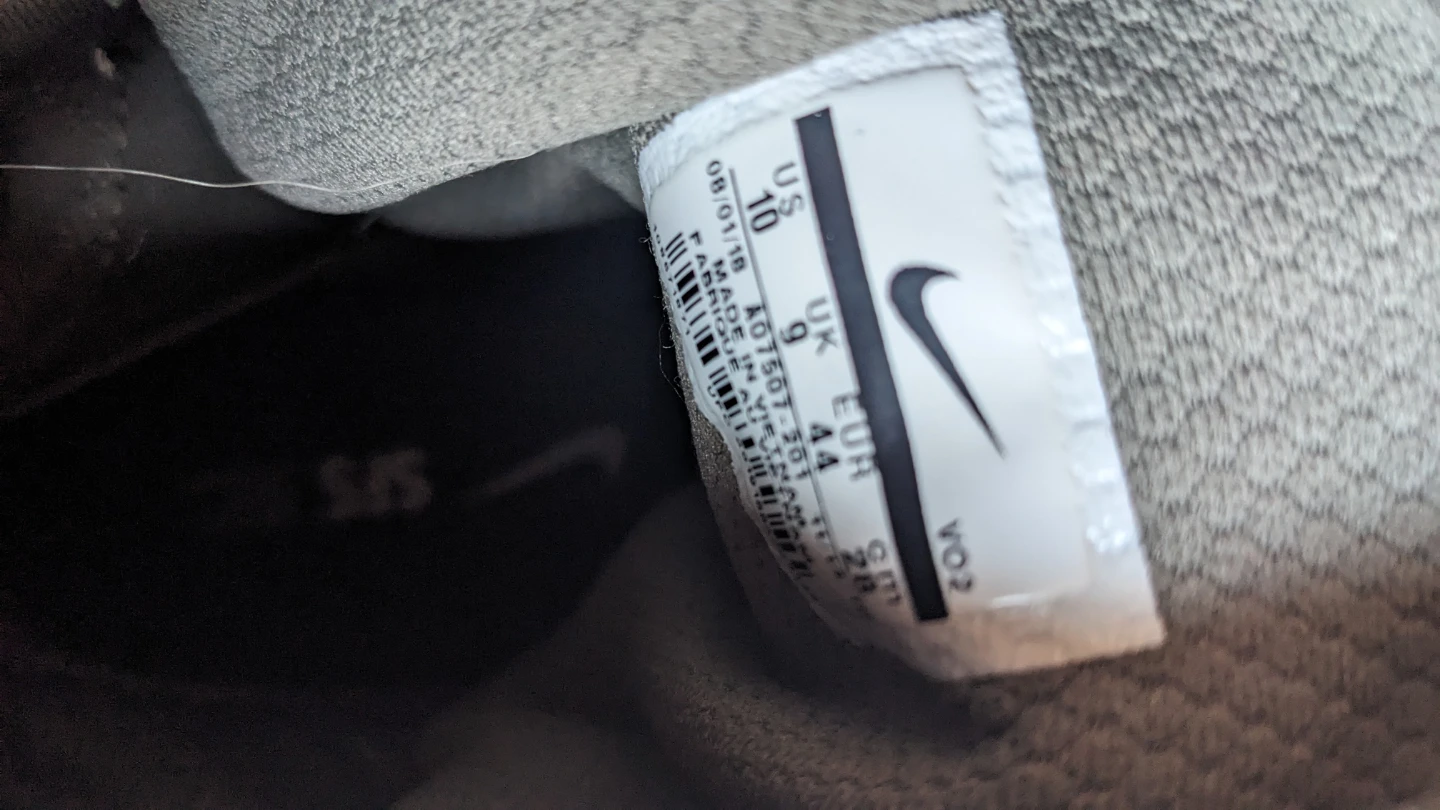 VO2
US UK EUR cm
10 9 44 28
08/01/18 AO7507-201
MADE IN VIETNAM
FABRIQUE AU VIETNAM